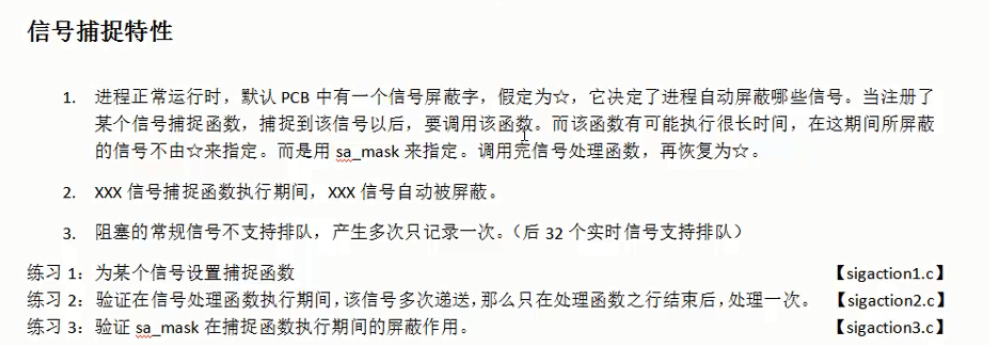 信号捕捉特性
1. 进程正常运行时，默认 PCB 中有一个信号屏蔽字，假定为☆，它决定了进程自动屏蔽哪些信号。当注册了
某个信号捕捉函数，捕捉到该信号以后，要调用该函数。而该函数有可能执行很长时间，在这期间所屏蔽
的信号不由☆来指定。而是用 sa_mask 来指定。调用完信号处理函数，再恢复为☆。
2. XXX 信号捕捉函数执行期间，XXX 信号自动被屏蔽。
3. 阻塞的常规信号不支持排队，产生多次只记录一次。（后 32 个实时信号支持排队）
练习 1：为某个信号设置捕捉函数 【sigaction1.c】
练习 2：验证在信号处理函数执行期间，该信号多次递送，那么只在处理函数之行结束后，处理一次。 【sigaction2.c】
练习 3：验证 sa_mask 在捕捉函数执行期间的屏蔽作用。 【sigaction3.c】